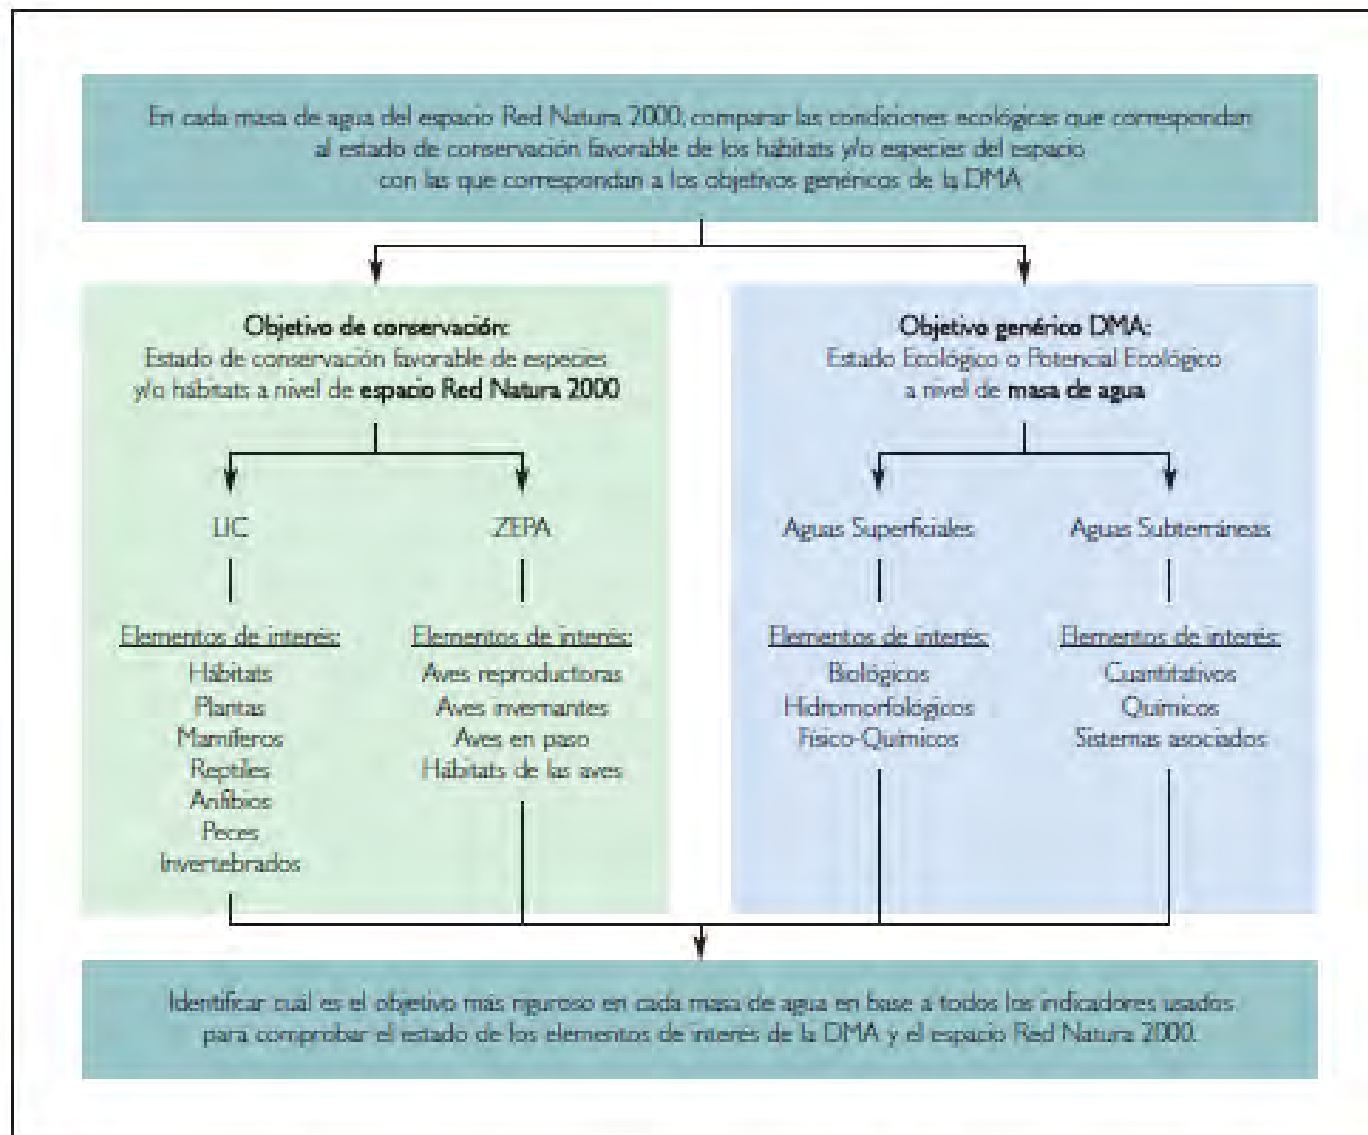 En cada masa de agua del espacio Red Natura 2000, comparar las condiciones ecológicas que correspondan
al estado de conservación favorable de los hábitats y/o especies del espacio
con las que correspondan a los objetivos genéricos de la DMA
Objetivo de conservación:
Estado de conservación favorable de especies
y/o hábitats a nivel de espacio Red Natura 2000
LIC
Elementos de interés:
Hábitats
Plantas
Mamíferos
Reptiles
Anfibios
Peces
Invertebrados
ZEPA
Elementos de interés:
Aves reproductoras
Aves invernantes
Aves en paso
Hábitats de las aves
Objetivo genérico DMA:
Estado Ecológico o Potencial Ecológico
a nivel de masa de agua
Aguas Superficiales
Elementos de interés:
Biológicos
Hidromorfológicos
Físico-Químicos
Aguas Subterráneas
Elementos de interés:
Cuantitativos
Químicos
Sistemas asociados
Identificar cuál es el objetivo más riguroso en cada masa de agua en base a todos los indicadores usados
para comprobar el estado de los elementos de interés de la DMA y el espacio Red Natura 2000.